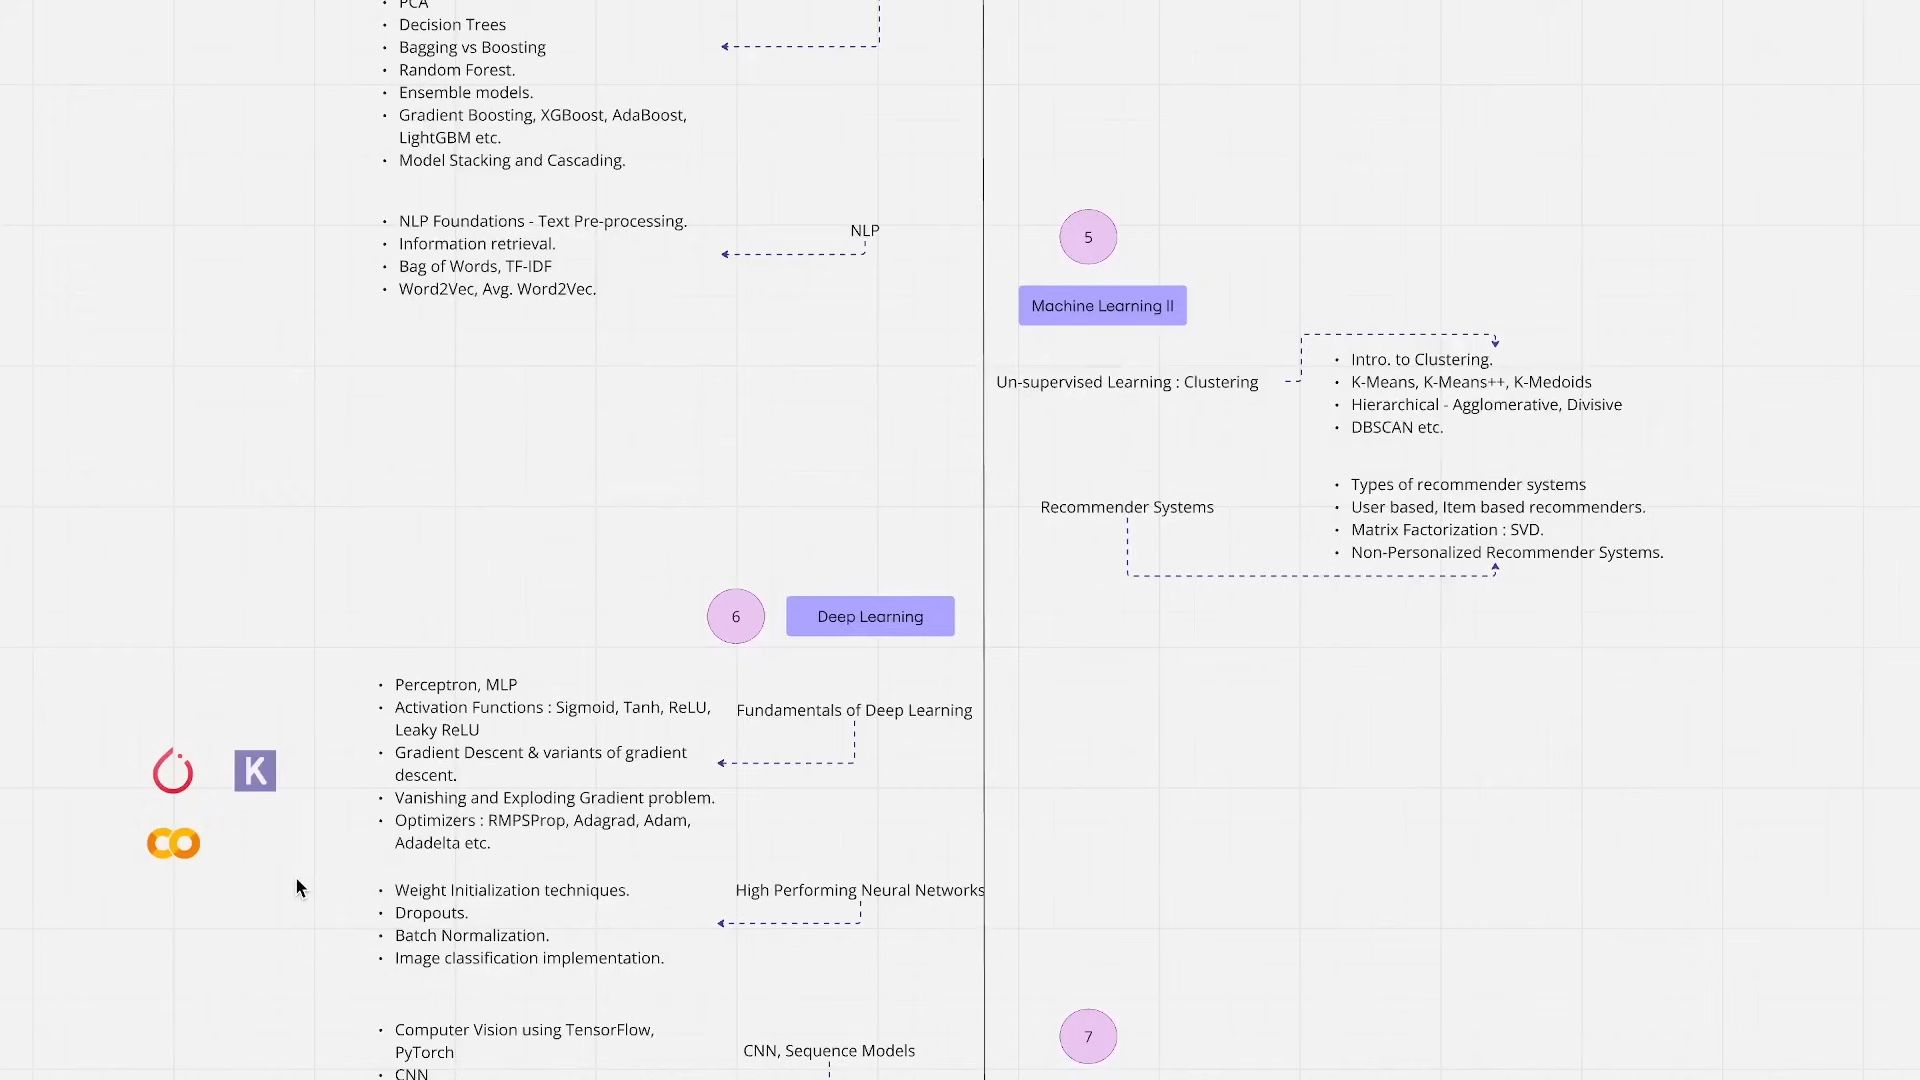 • PCA
• Decision Trees
• Bagging vs Boosting
• Random Forest.
• Ensemble models.
• Gradient Boosting, XGBoost, AdaBoost,
LightGBM etc.
• Model Stacking and Cascading.
• NLP Foundations - Text Pre-processing.
• Information retrieval.
• Bag of Words, TF-IDF
• Word2Vec, Avg. Word2Vec.
NLP
5
Machine Learning II
Un-supervised Learning : Clustering
• Intro. to Clustering.
• K-Means, K-Means++, K-Medoids
• Hierarchical - Agglomerative, Divisive
• DBSCAN etc.
Recommender Systems
• Types of recommender systems
• User based, Item based recommenders.
• Matrix Factorization : SVD.
• Non-Personalized Recommender Systems.
6
Deep Learning
• Perceptron, MLP
• Activation Functions : Sigmoid, Tanh, ReLU,
Leaky ReLU
• Gradient Descent & variants of gradient
descent.
• Vanishing and Exploding Gradient problem.
• Optimizers : RMPSProp, Adagrad, Adam,
Adadelta etc.
Fundamentals of Deep Learning
K
• Weight Initialization techniques.
• Dropouts.
• Batch Normalization.
• Image classification implementation.
High Performing Neural Networks
• Computer Vision using TensorFlow,
PyTorch
• CNN
CNN, Sequence Models
7